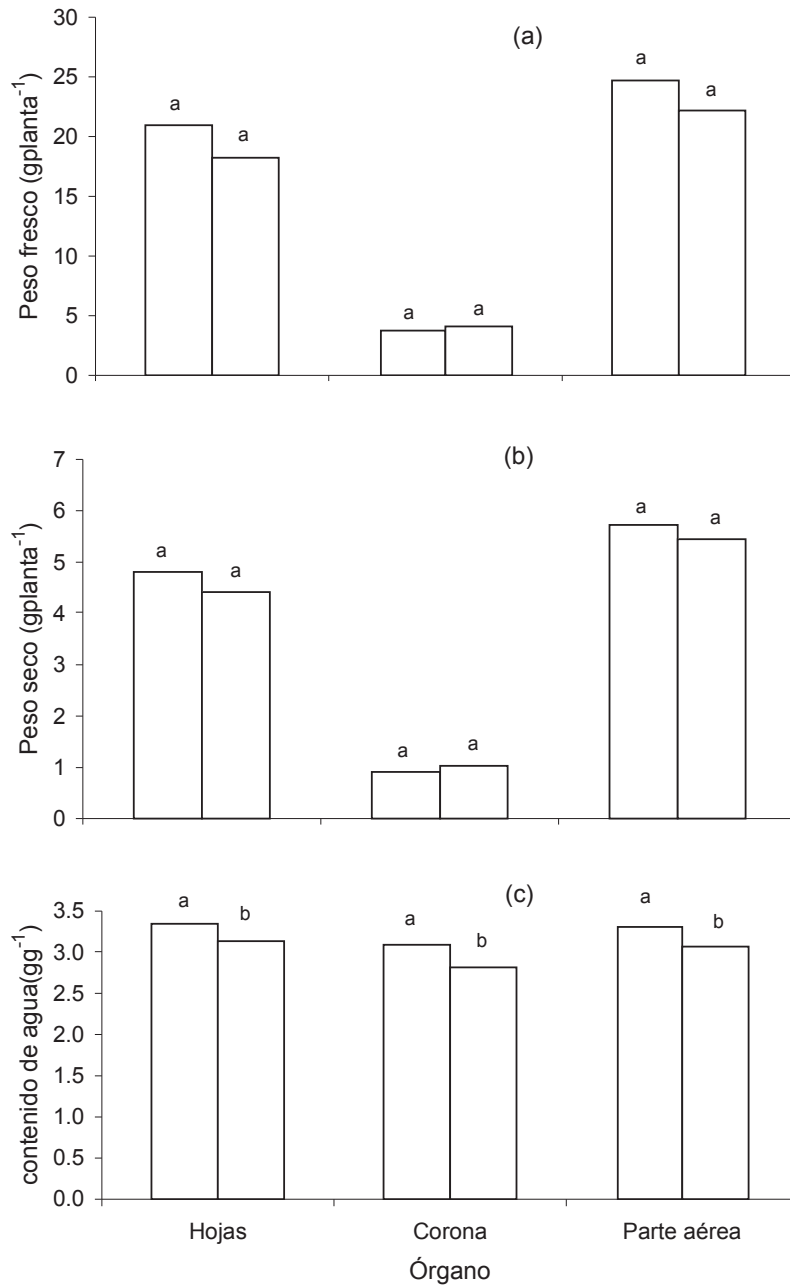 (a)
Peso fresco (gplanta⁻¹)
30
25
20
15
10
5
0
a
a
a
a
a
a
(b)
Peso seco (gplanta⁻¹)
7
6
5
4
3
2
1
0
a
a
a
a
a
a
(c)
contenido de agua(gg⁻¹)
3.5
3.0
2.5
2.0
1.5
1.0
0.5
0.0
a
b
a
b
a
b
Hojas
Corona
Parte aérea
Órgano